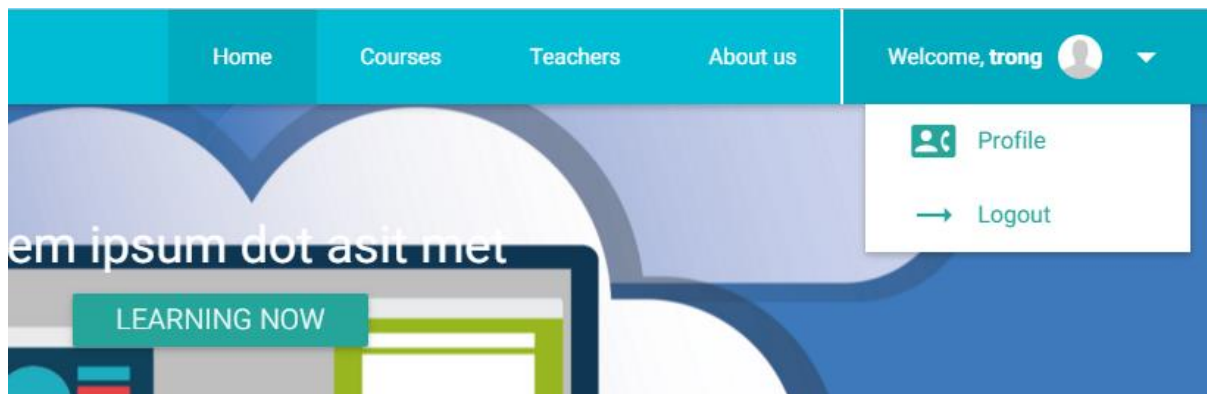 Home Courses Teachers About us Welcome, trong
Profile
Logout
em ipsum dot asit met
LEARNING NOW